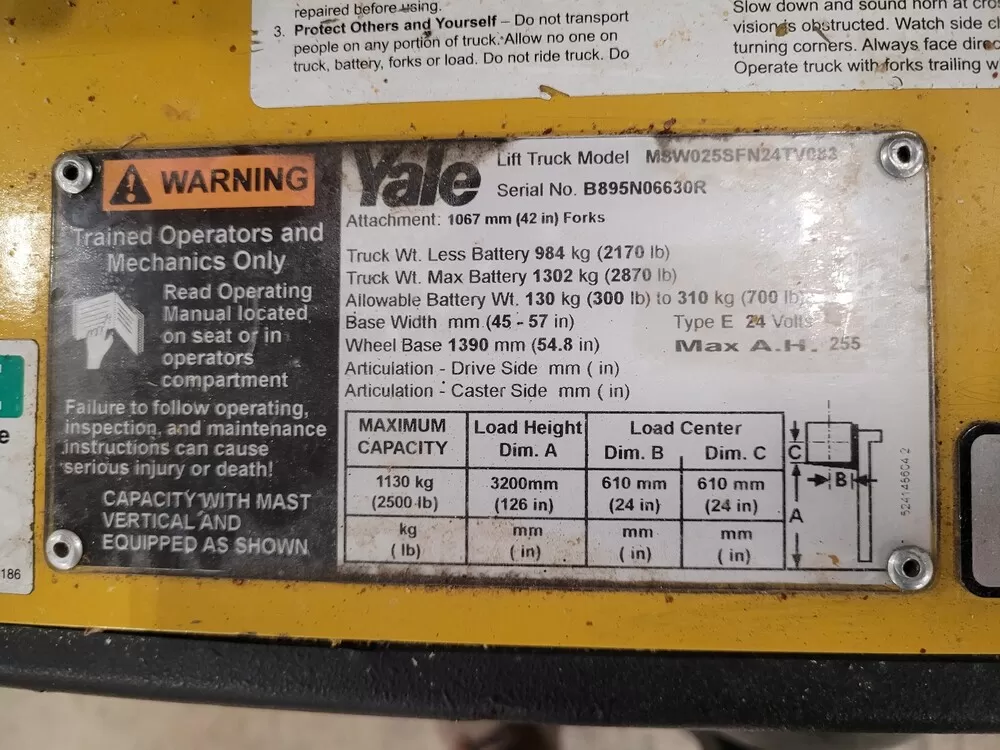 repaired before using.
3. Protect Others and Yourself – Do not transport
people on any portion of truck. Allow no one on
truck, battery, forks or load. Do not ride truck. Do
Slow down and sound horn at
vision is obstructed. Watch side
turning corners. Always face
Operate truck with forks trailing
WARNING
Trained Operators and
Mechanics Only
Read Operating
Manual located
on seat or in
operators
compartment
Failure to follow operating,
inspection, and maintenance
instructions can cause
serious injury or death!
CAPACITY WITH MAST
VERTICAL AND
EQUIPPED AS SHOWN
Yale
Lift Truck Model MSW025SFN24TV083
Serial No. B895N06630R
Attachment: 1067 mm (42 in) Forks
Truck Wt. Less Battery 984 kg (2170 lb)
Truck Wt. Max Battery 1302 kg (2870 lb)
Allowable Battery Wt. 130 kg (300 lb) to 310 kg (700 lb)
Base Width mm (45 - 57 in) Type E 24 Volts
Wheel Base 1390 mm (54.8 in) Max A.H. 255
Articulation - Drive Side mm ( in)
Articulation - Caster Side mm ( in)
MAXIMUM CAPACITY
Load Height Dim. A
Load Center
Dim. B Dim. C
1130 kg (2500 lb)
3200mm (126 in)
610 mm (24 in)
610 mm (24 in)
kg ( lb)
mm ( in)
mm ( in)
mm ( in)
C
B
A
524148604 2
e
186